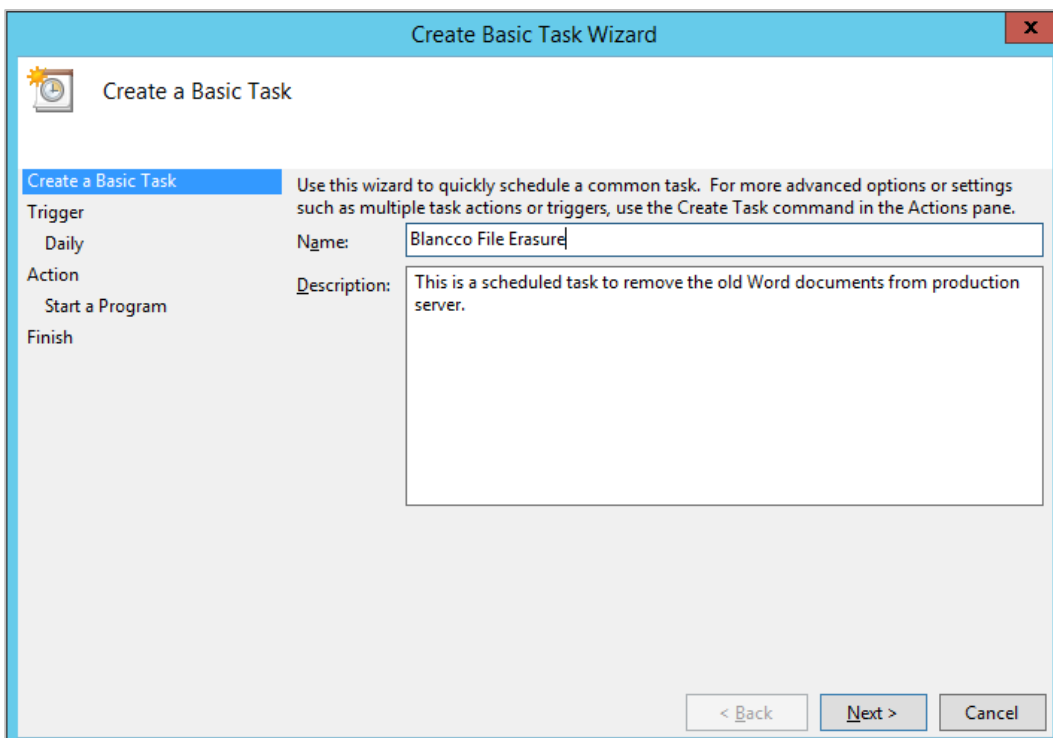 Create Basic Task Wizard
x
Create a Basic Task
Create a Basic Task
Trigger
Daily
Action
Start a Program
Finish
Use this wizard to quickly schedule a common task. For more advanced options or settings
such as multiple task actions or triggers, use the Create Task command in the Actions pane.
Name:
Blancco File Erasure
Description:
This is a scheduled task to remove the old Word documents from production
server.
< Back
Next >
Cancel